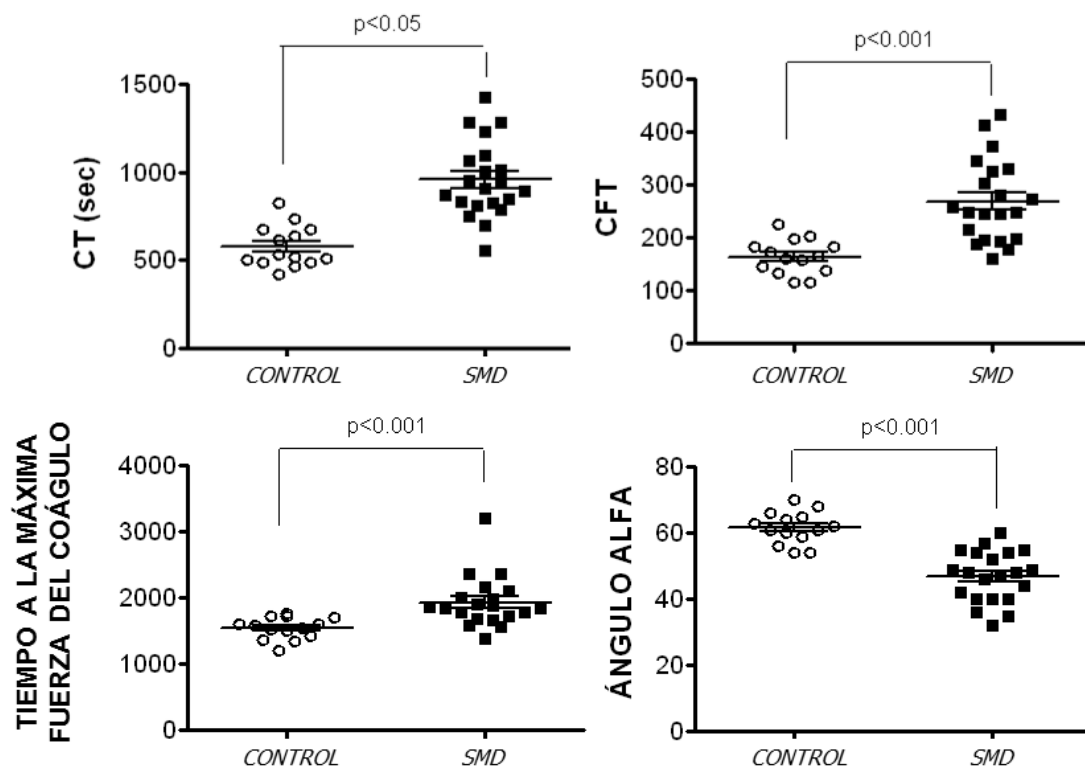 p<0.05
CT (sec)
1500
1000
500
0
CONTROL
SMD
p<0.001
CFT
500
400
300
200
100
0
CONTROL
SMD
p<0.001
TIEMPO A LA MÁXIMA
FUERZA DEL COÁGULO
4000
3000
2000
1000
0
CONTROL
SMD
p<0.001
ÁNGULO ALFA
80
60
40
20
0
CONTROL
SMD